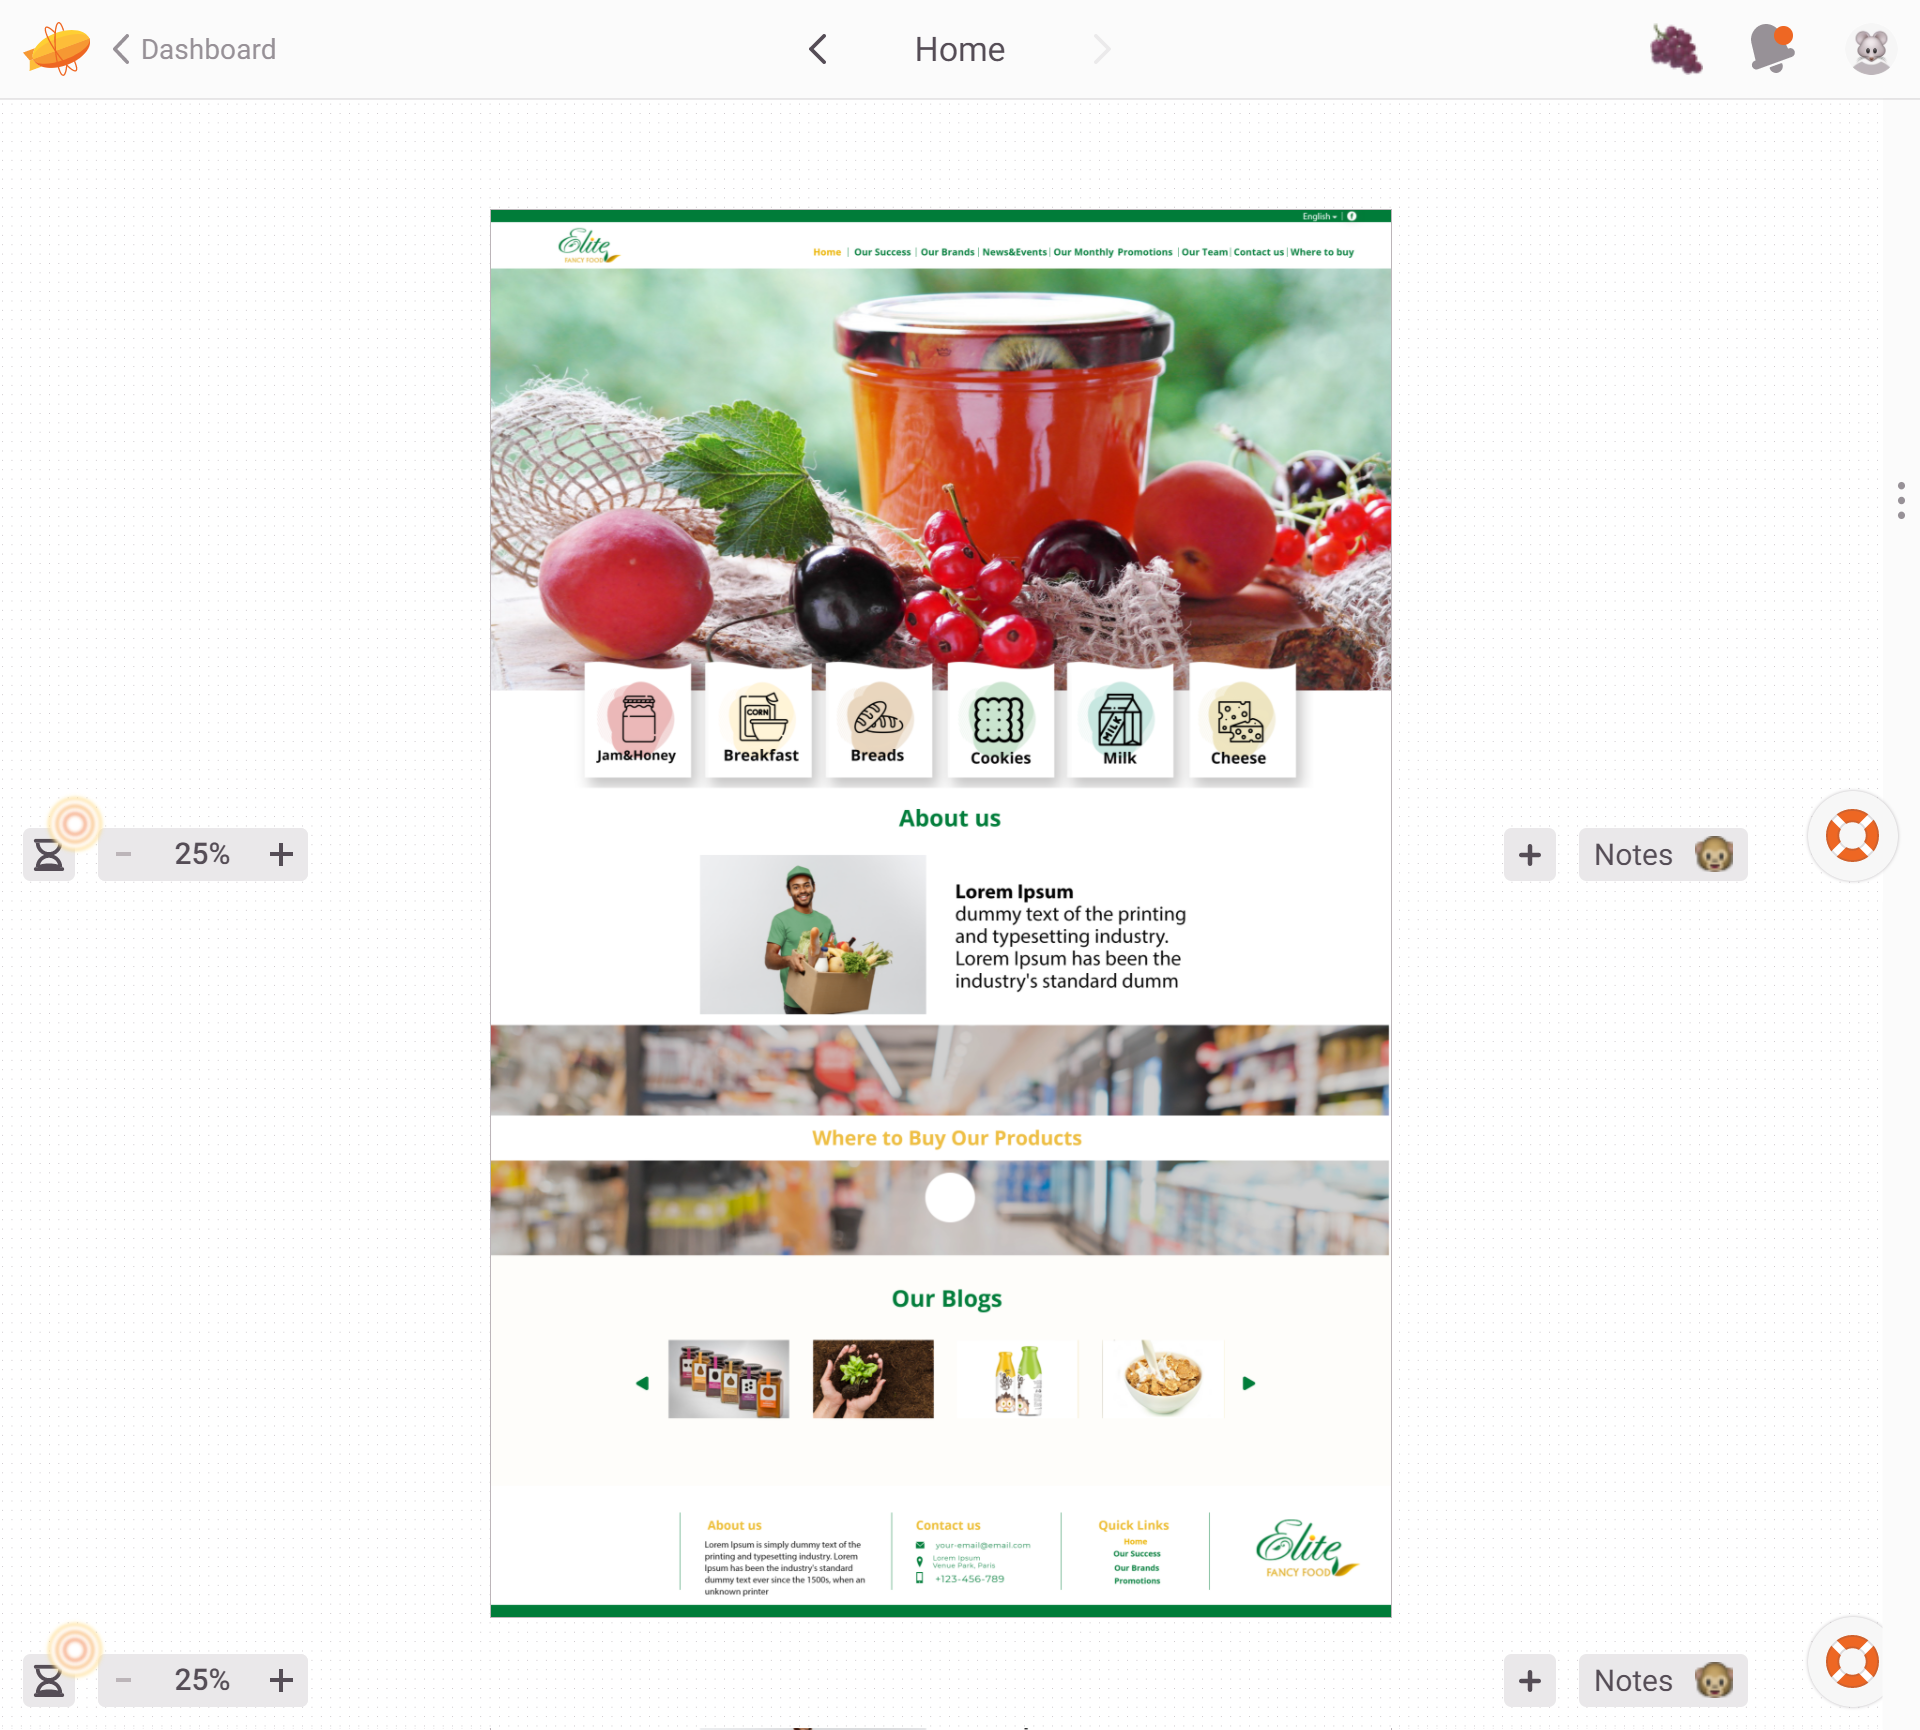 Dashboard
Home
English
Elite
FANCY FOOD
Home | Our Success | Our Brands | News&Events | Our Monthly Promotions | Our Team | Contact us | Where to buy
CORN
MILK
Jam&Honey
Breakfast
Breads
Cookies
Milk
Cheese
About us
Lorem Ipsum
dummy text of the printing
and typesetting industry.
Lorem Ipsum has been the
industry's standard dumm
25%
Notes
Where to Buy Our Products
Our Blogs
About us
Lorem Ipsum is simply dummy text of the
printing and typesetting industry. Lorem
Ipsum has been the industry's standard
dummy text ever since the 1500s, when an
unknown printer
Contact us
your-email@email.com
Lorem Ipsum
Venue Park, Paris
+123-456-789
Quick Links
Home
Our Success
Our Brands
Promotions
Elite
FANCY FOOD
25%
Notes